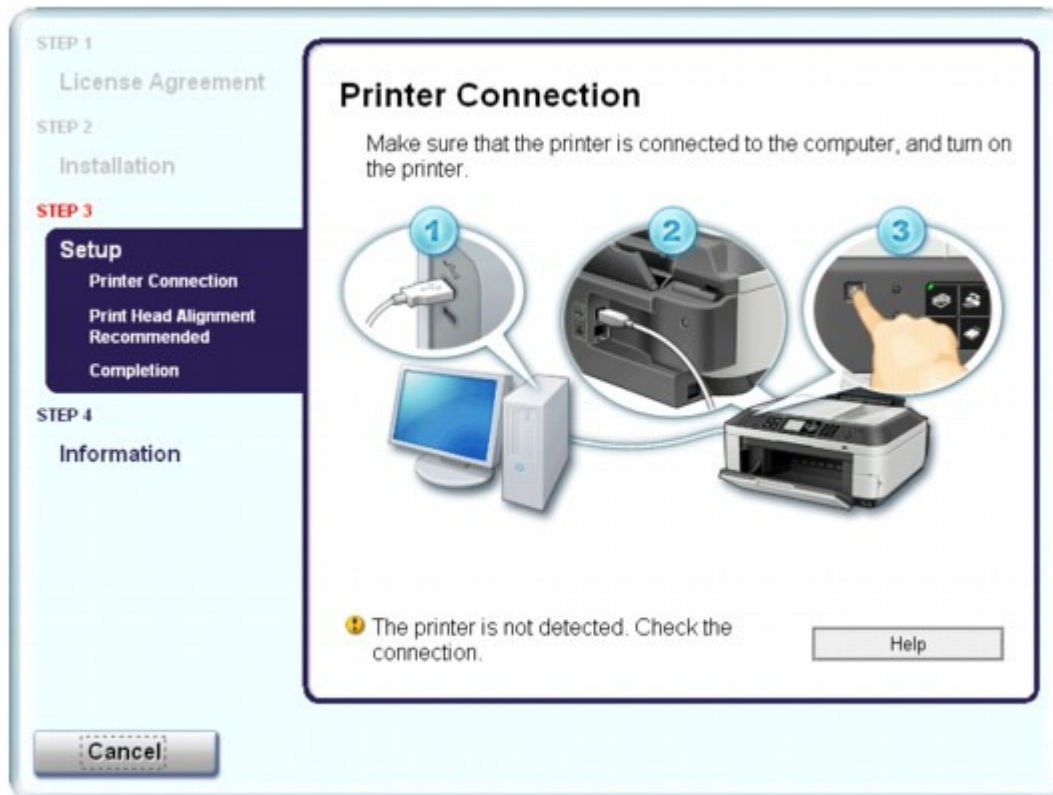 STEP 1
License Agreement
STEP 2
Installation
STEP 3
Setup
Printer Connection
Print Head Alignment
Recommended
Completion
STEP 4
Information
Printer Connection
Make sure that the printer is connected to the computer, and turn on
the printer.
1
2
3
The printer is not detected. Check the
connection.
Help
Cancel